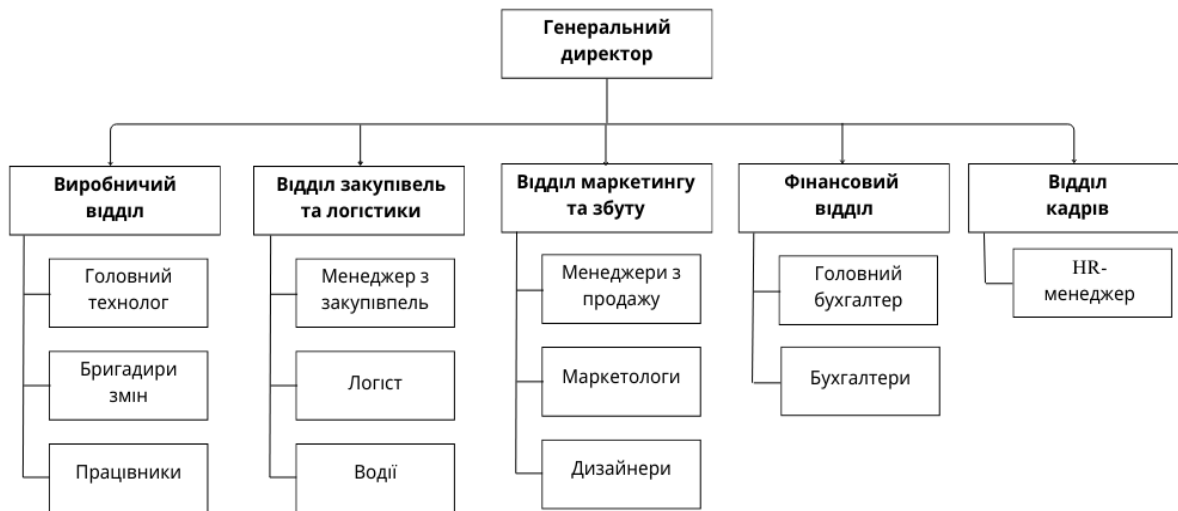 Генеральний
директор
Виробничий
відділ
Відділ закупівель
та логістики
Відділ маркетингу
та збуту
Фінансовий
відділ
Відділ
кадрів
Головний
технолог
Бригадири
змін
Працівники
Менеджер з
закупівпель
Логіст
Водії
Менеджери з
продажу
Маркетологи
Дизайнери
Головний
бухгалтер
Бухгалтери
HR-
менеджер